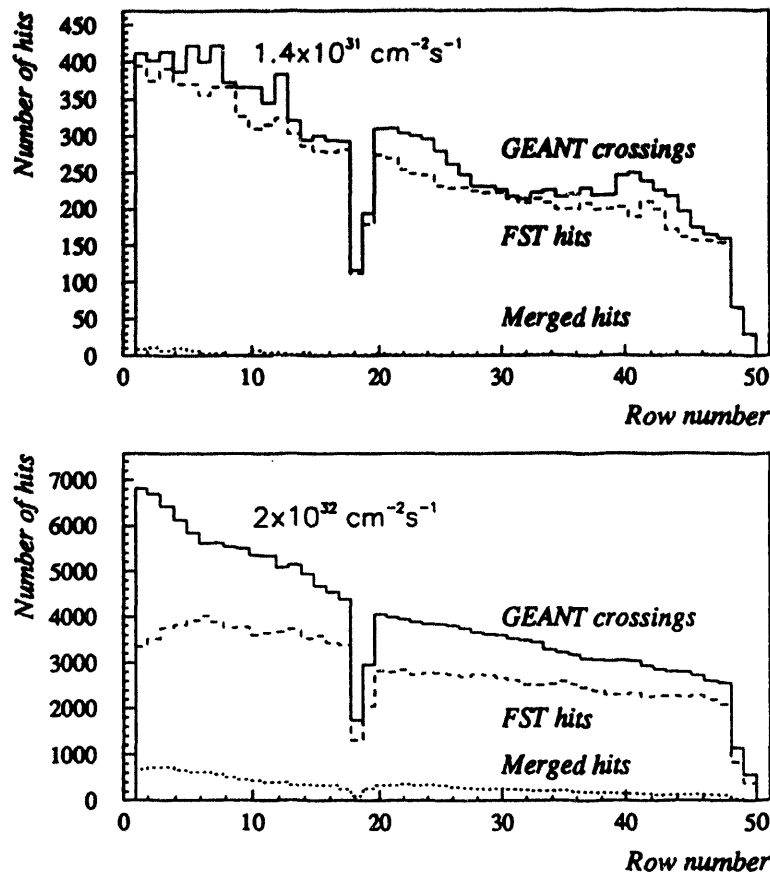 Number of hits
450
400
350
300
250
200
150
100
50
0
1.4x10³¹ cm⁻²s⁻¹
GEANT crossings
FST hits
Merged hits
0 10 20 30 40 50
Row number
Number of hits
7000
6000
5000
4000
3000
2000
1000
0
2x10³² cm⁻²s⁻¹
GEANT crossings
FST hits
Merged hits
0 10 20 30 40 50
Row number